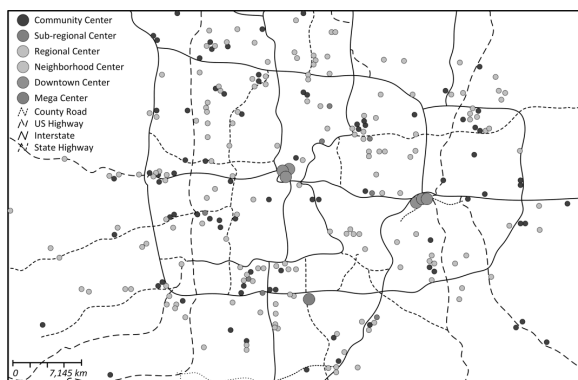 Community Center
Sub-regional Center
Regional Center
Neighborhood Center
Downtown Center
Mega Center
County Road
US Highway
Interstate
State Highway
0 7,145 km